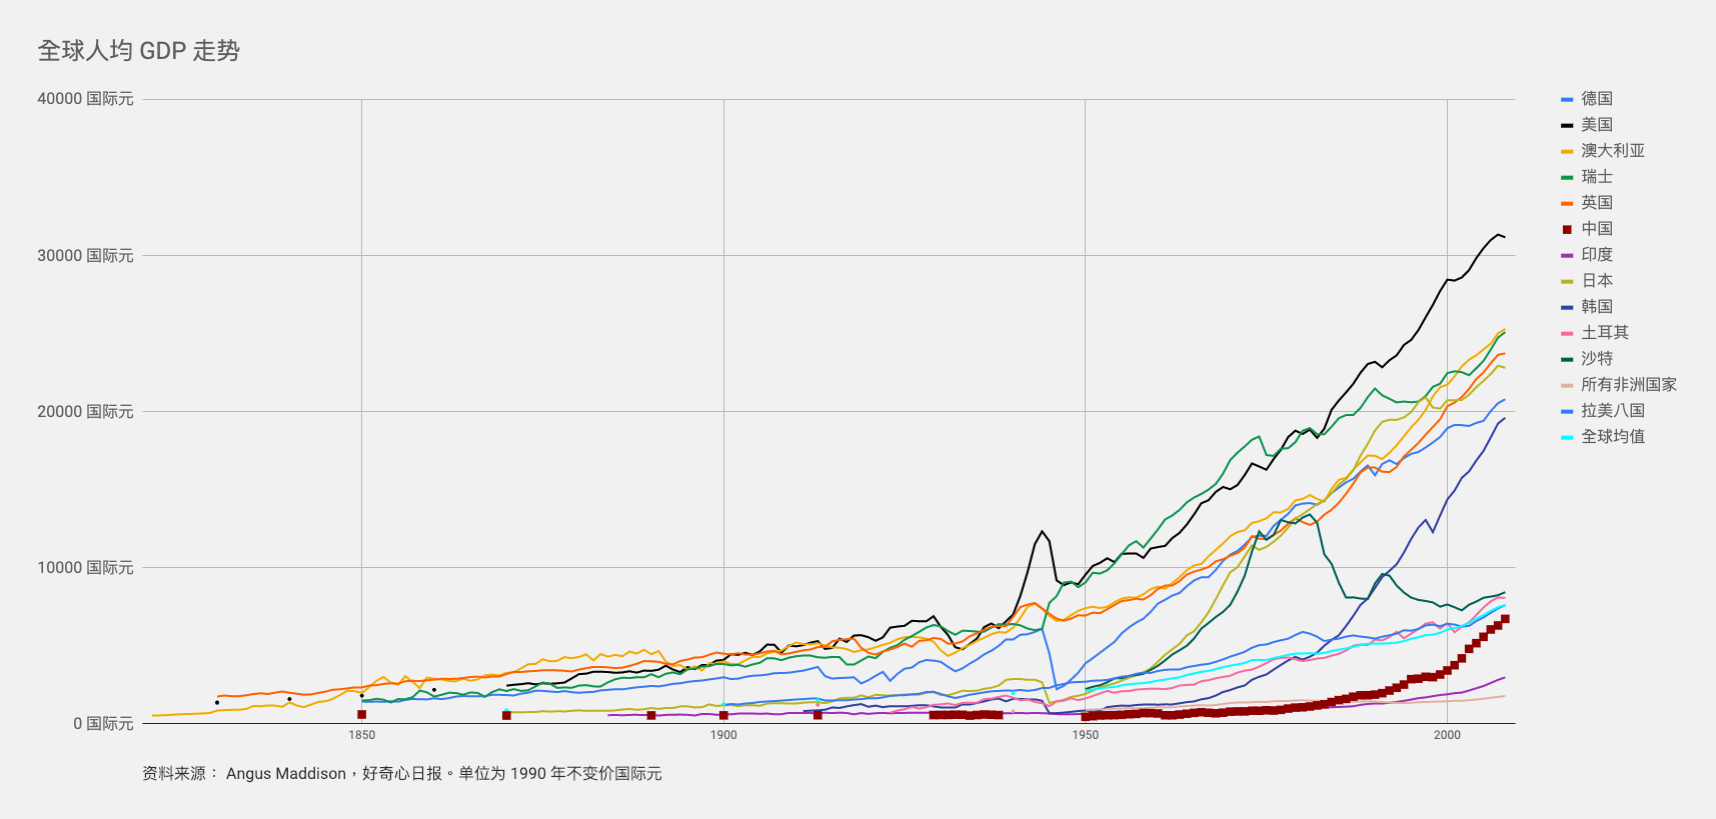 全球人均 GDP 走势
40000 国际元
30000 国际元
20000 国际元
10000 国际元
0 国际元
1850
1900
1950
2000
德国
美国
澳大利亚
瑞士
英国
中国
印度
日本
韩国
土耳其
沙特
所有非洲国家
拉美八国
全球均值
资料来源： Angus Maddison，好奇心日报。单位为 1990 年不变价国际元